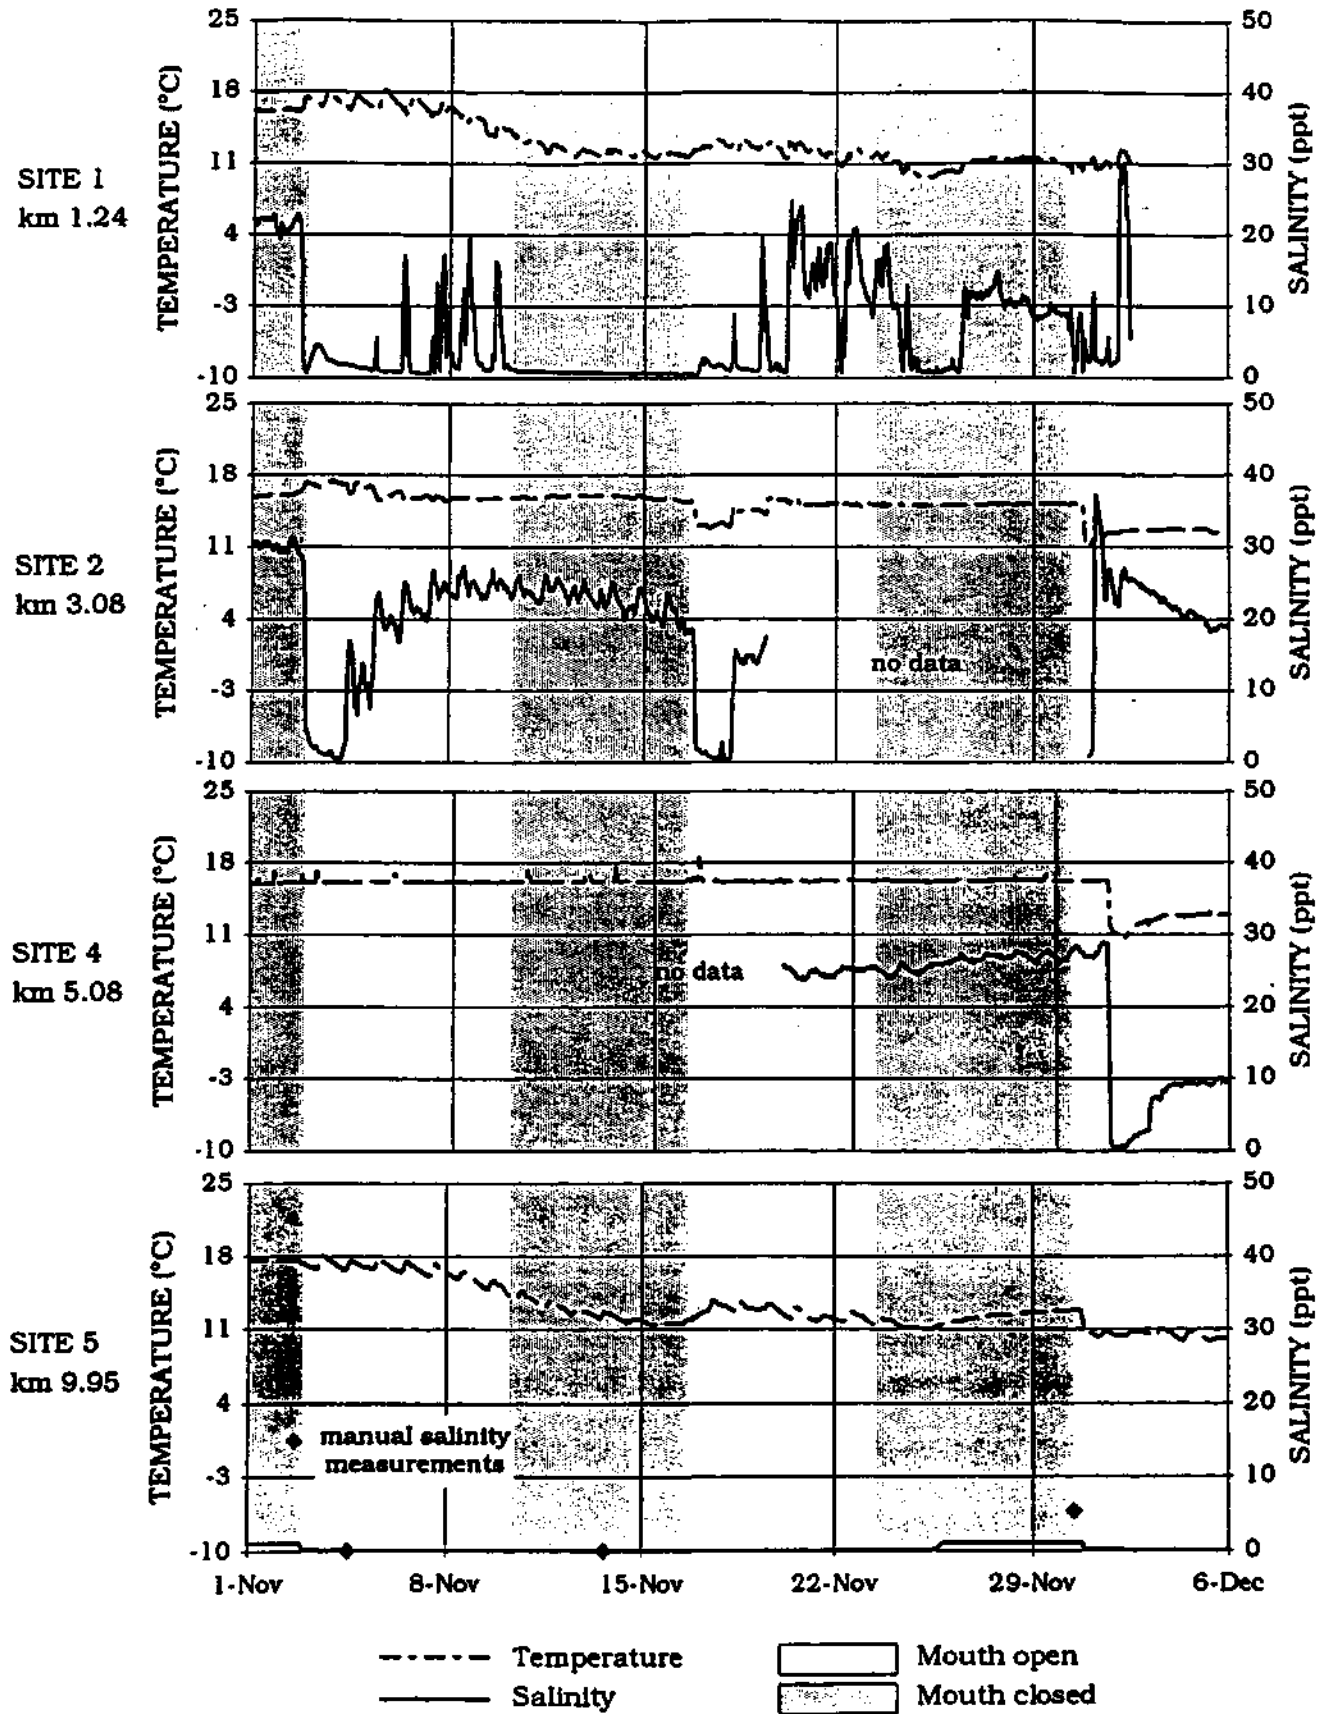 25
18
11
4
-3
-10
TEMPERATURE (°C)
SITE 1
km 1.24
50
40
30
20
10
0
SALINITY (ppt)
25
18
11
4
-3
-10
TEMPERATURE (°C)
SITE 2
km 3.08
no data
50
40
30
20
10
0
SALINITY (ppt)
25
18
11
4
-3
-10
TEMPERATURE (°C)
SITE 4
km 5.08
no data
50
40
30
20
10
0
SALINITY (ppt)
25
18
11
4
-3
-10
TEMPERATURE (°C)
SITE 5
km 9.95
manual salinity
measurements
50
40
30
20
10
0
SALINITY (ppt)
1-Nov 8-Nov 15-Nov 22-Nov 29-Nov 6-Dec
Temperature Mouth open
Salinity Mouth closed